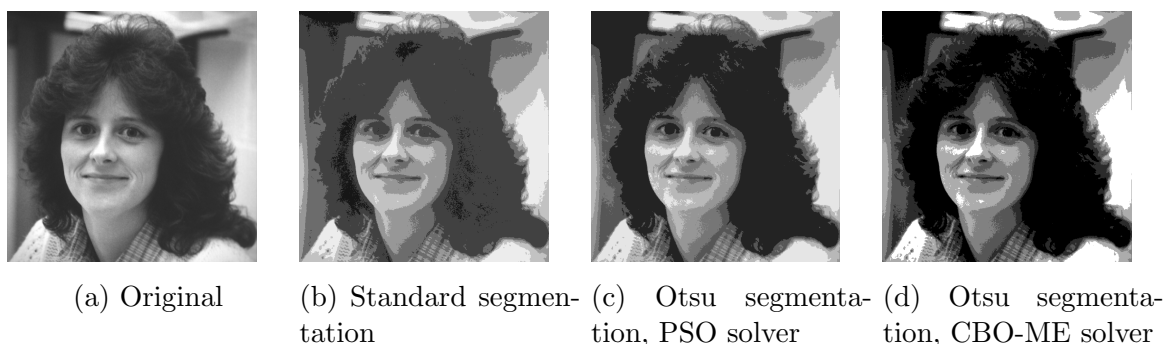 (a) Original
(b) Standard segmen-
tation
(c) Otsu segmenta-
tion, PSO solver
(d) Otsu segmenta-
tion, CBO-ME solver